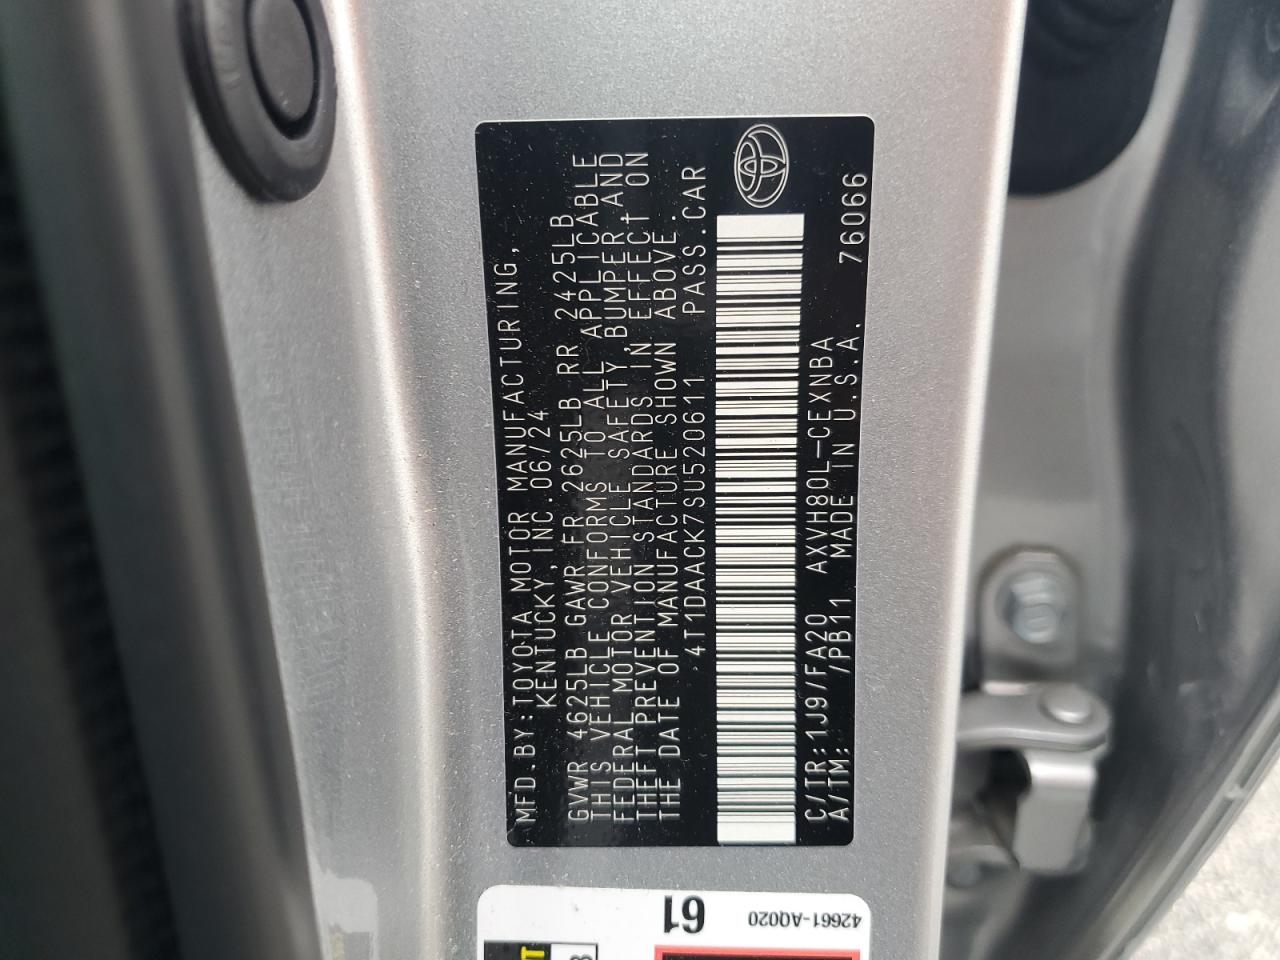 MFD.BY:TOYOTA MOTOR MANUFACTURING,
KENTUCKY,INC. 06/24
GVWR 4625LB GAWR FR 2625LB RR 2425LB
THIS VEHICLE CONFORMS TO ALL APPLICABLE
FEDERAL MOTOR VEHICLE SAFETY, BUMPER, AND
THEFT PREVENTION STANDARDS IN EFFECT ON
THE DATE OF MANUFACTURE SHOWN ABOVE.
4T1DAACK7SU520611 PASS.CAR
C/TR:1J9/FA20 AXVH80L-CEXNBA 76066
A/TM: /PB11 MADE IN U.S.A.
61 42661-AQ020